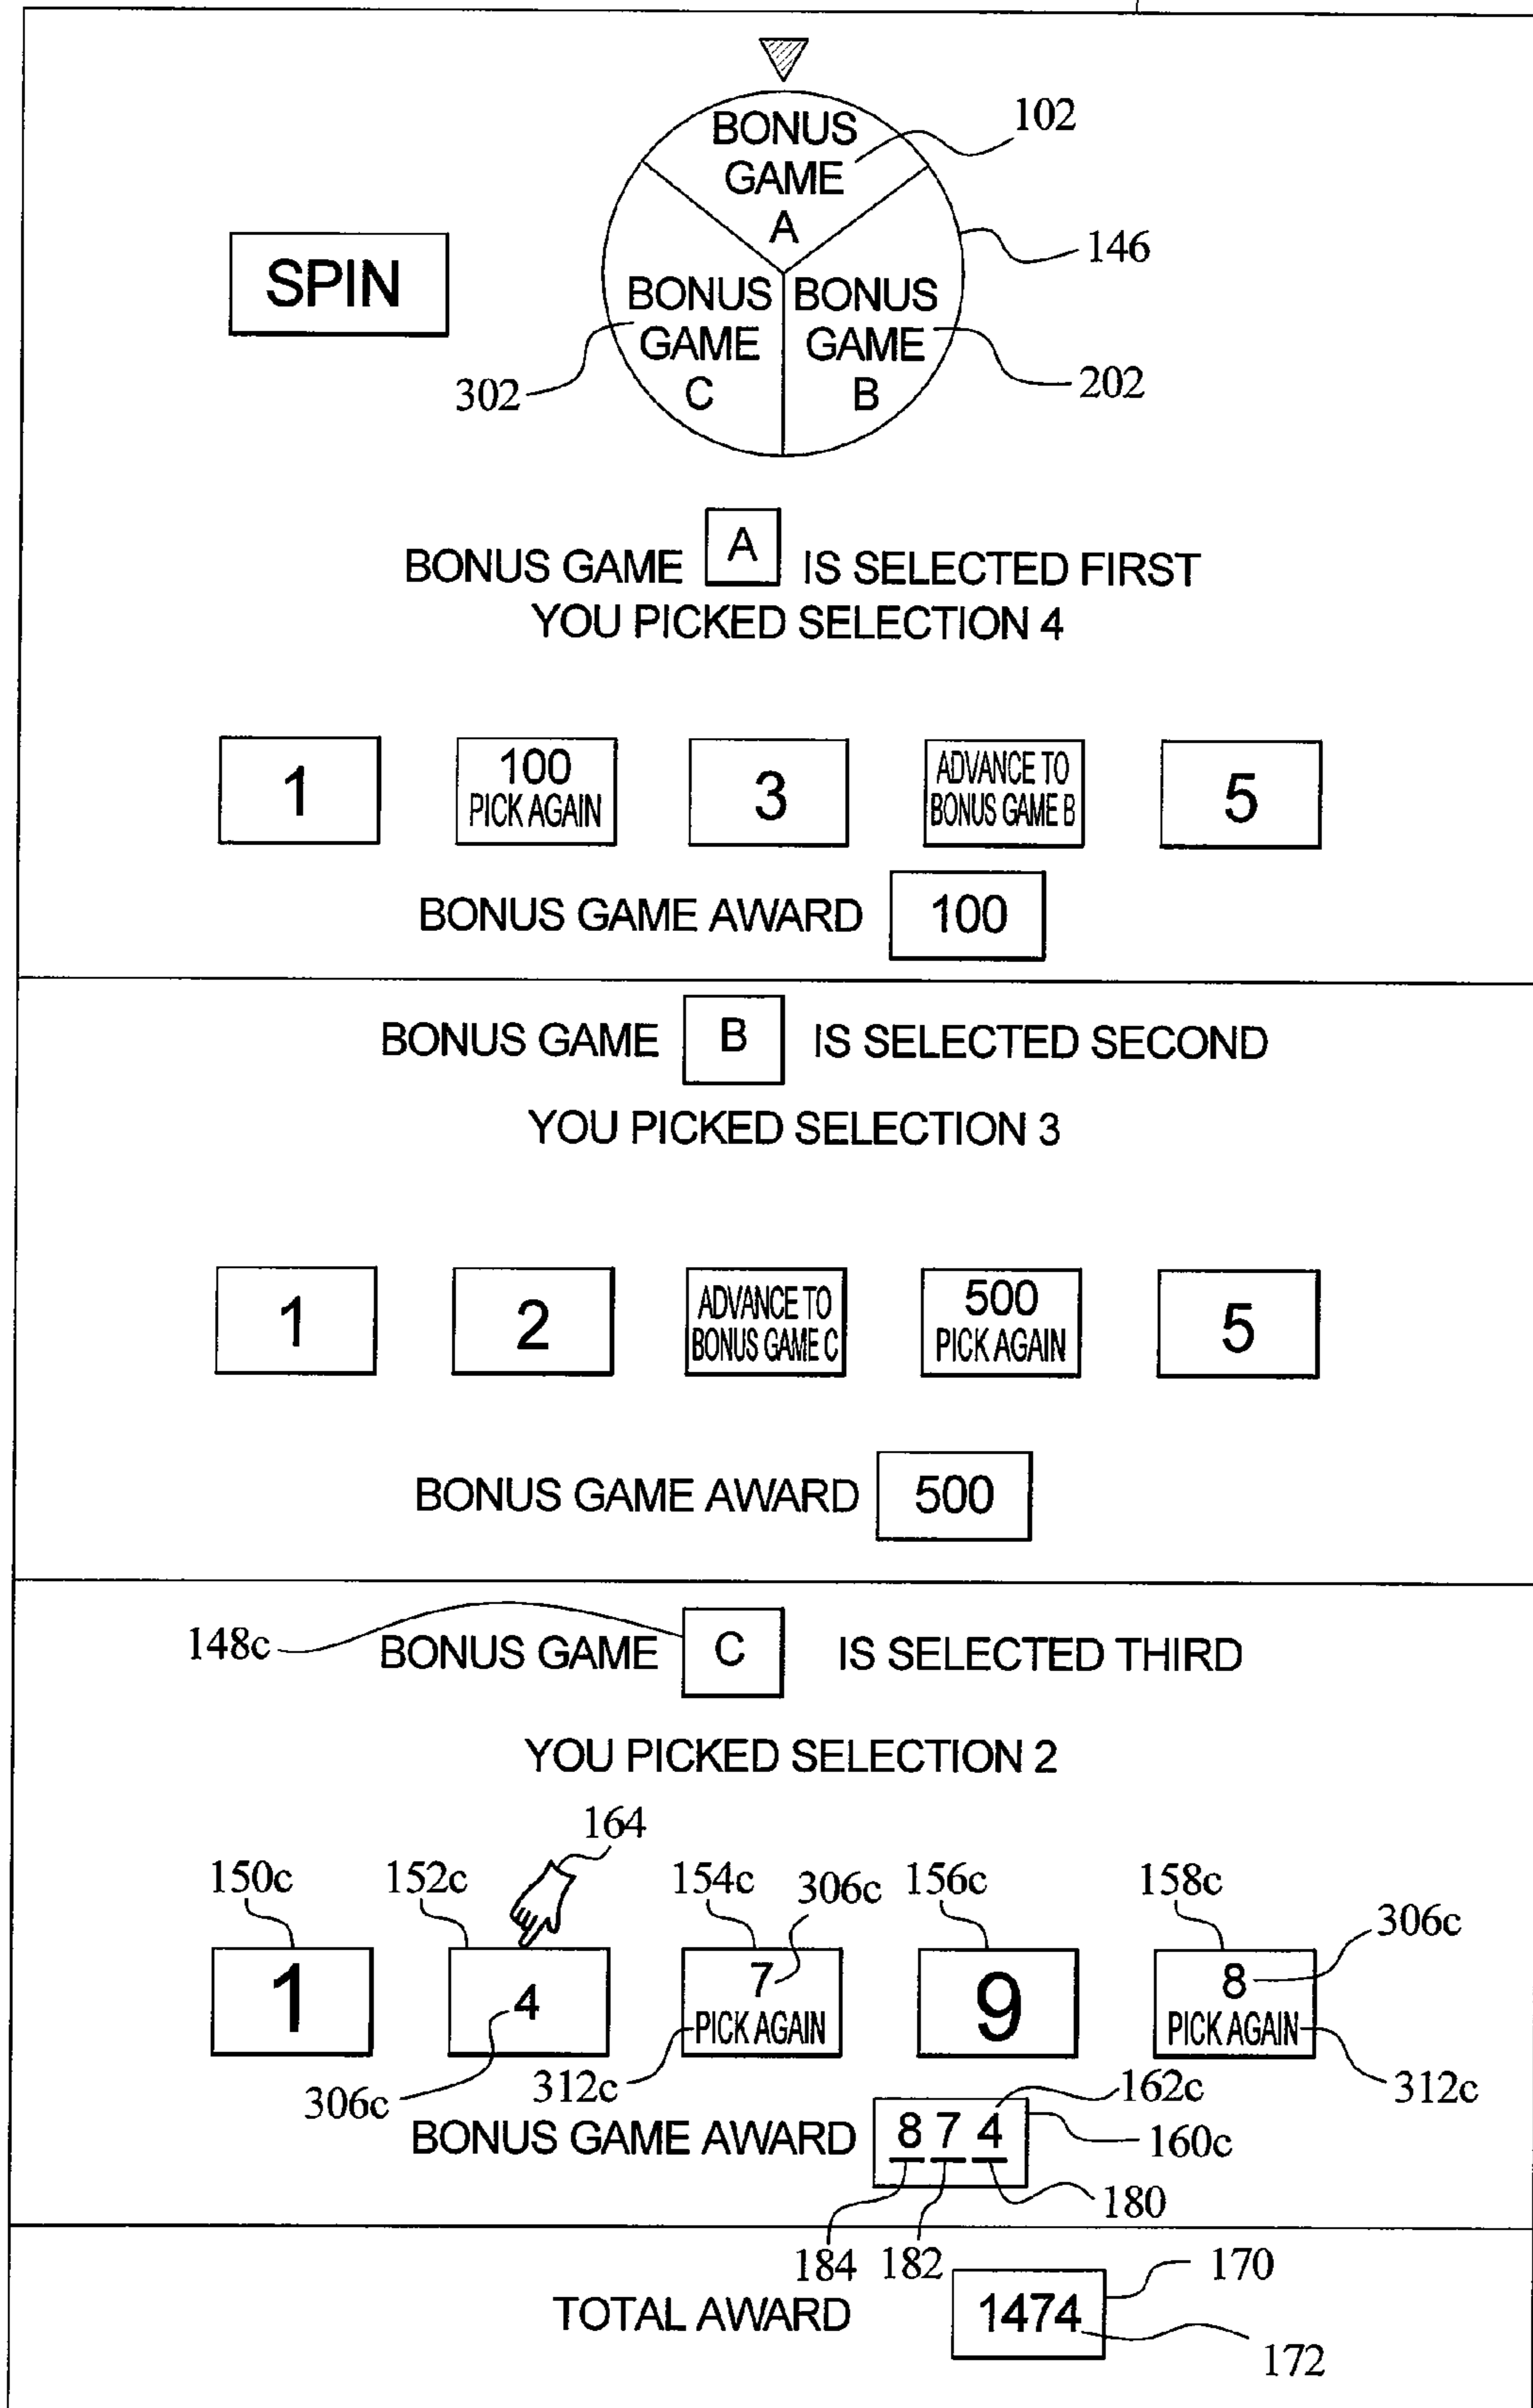 BONUS
GAME
A
102
146
SPIN
BONUS
GAME
C
BONUS
GAME
B
302
202
BONUS GAME A IS SELECTED FIRST
YOU PICKED SELECTION 4
1
100
PICK AGAIN
3
ADVANCE TO
BONUS GAME B
5
BONUS GAME AWARD 100
BONUS GAME B IS SELECTED SECOND
YOU PICKED SELECTION 3
1
2
ADVANCE TO
BONUS GAME C
500
PICK AGAIN
5
BONUS GAME AWARD 500
148c BONUS GAME C IS SELECTED THIRD
YOU PICKED SELECTION 2
164
150c 152c 154c 306c 156c 158c 306c
1
4
7
PICK AGAIN
9
8
PICK AGAIN
306c 312c 162c 312c
BONUS GAME AWARD 8 7 4 160c
180
184 182 170
TOTAL AWARD 1474
172